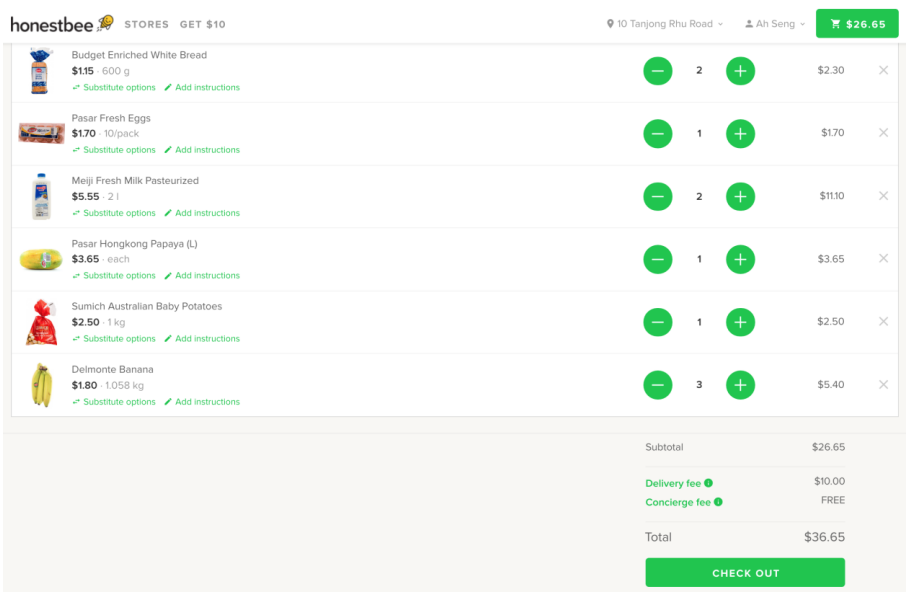 honestbee STORES GET $10 10 Tanjong Rhu Road Ah Seng $26.65
Budget Enriched White Bread
$1.15 · 600 g 2 $2.30
Substitute options Add instructions
Pasar Fresh Eggs
$1.70 · 10/pack 1 $1.70
Substitute options Add instructions
Meiji Fresh Milk Pasteurized
$5.55 · 2 l 2 $11.10
Substitute options Add instructions
Pasar Hongkong Papaya (L)
$3.65 · each 1 $3.65
Substitute options Add instructions
Sumich Australian Baby Potatoes
$2.50 · 1 kg 1 $2.50
Substitute options Add instructions
Delmonte Banana
$1.80 · 1.058 kg 3 $5.40
Substitute options Add instructions
Subtotal $26.65
Delivery fee $10.00
Concierge fee FREE
Total $36.65
CHECK OUT